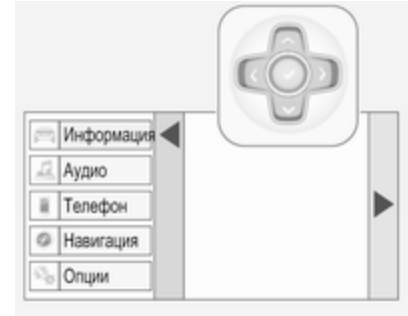 Информация
Аудио
Телефон
Навигация
Опции